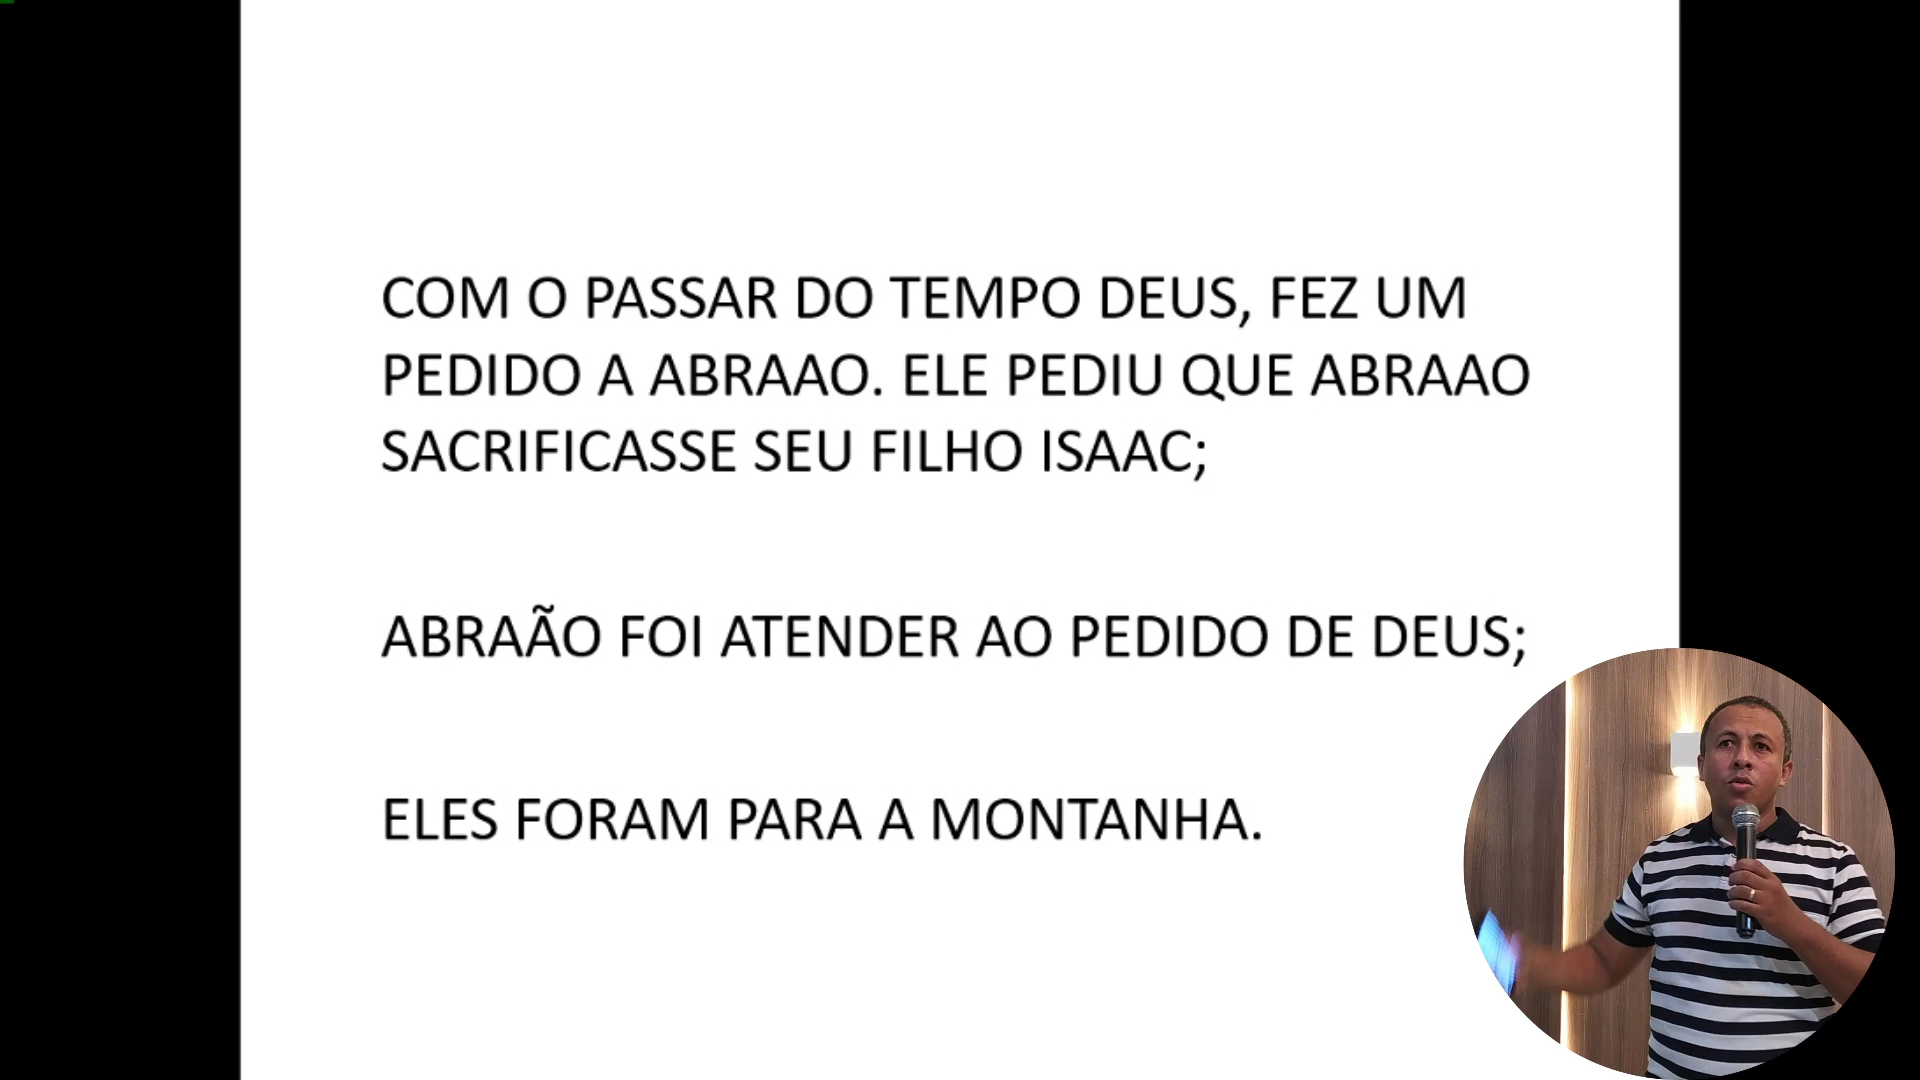 COM O PASSAR DO TEMPO DEUS, FEZ UM
PEDIDO A ABRAAO. ELE PEDIU QUE ABRAAO
SACRIFICASSE SEU FILHO ISAAC;
ABRAÃO FOI ATENDER AO PEDIDO DE DEUS;
ELES FORAM PARA A MONTANHA.